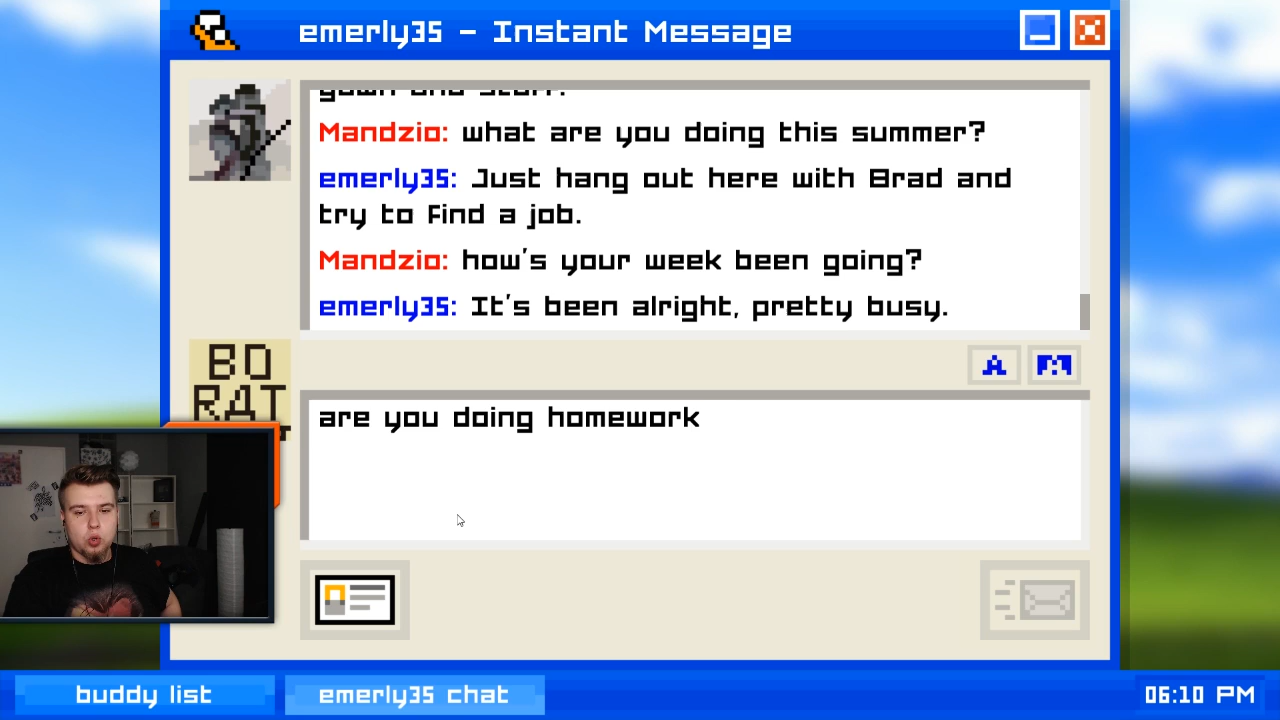 emerly35 - Instant Message
Mandzio: what are you doing this summer?
emerly35: Just hang out here with Brad and
try to find a job.
Mandzio: how's your week been going?
emerly35: It's been alright, pretty busy.
BO
RAT
A
are you doing homework
buddy list
emerly35 chat
06:10 PM